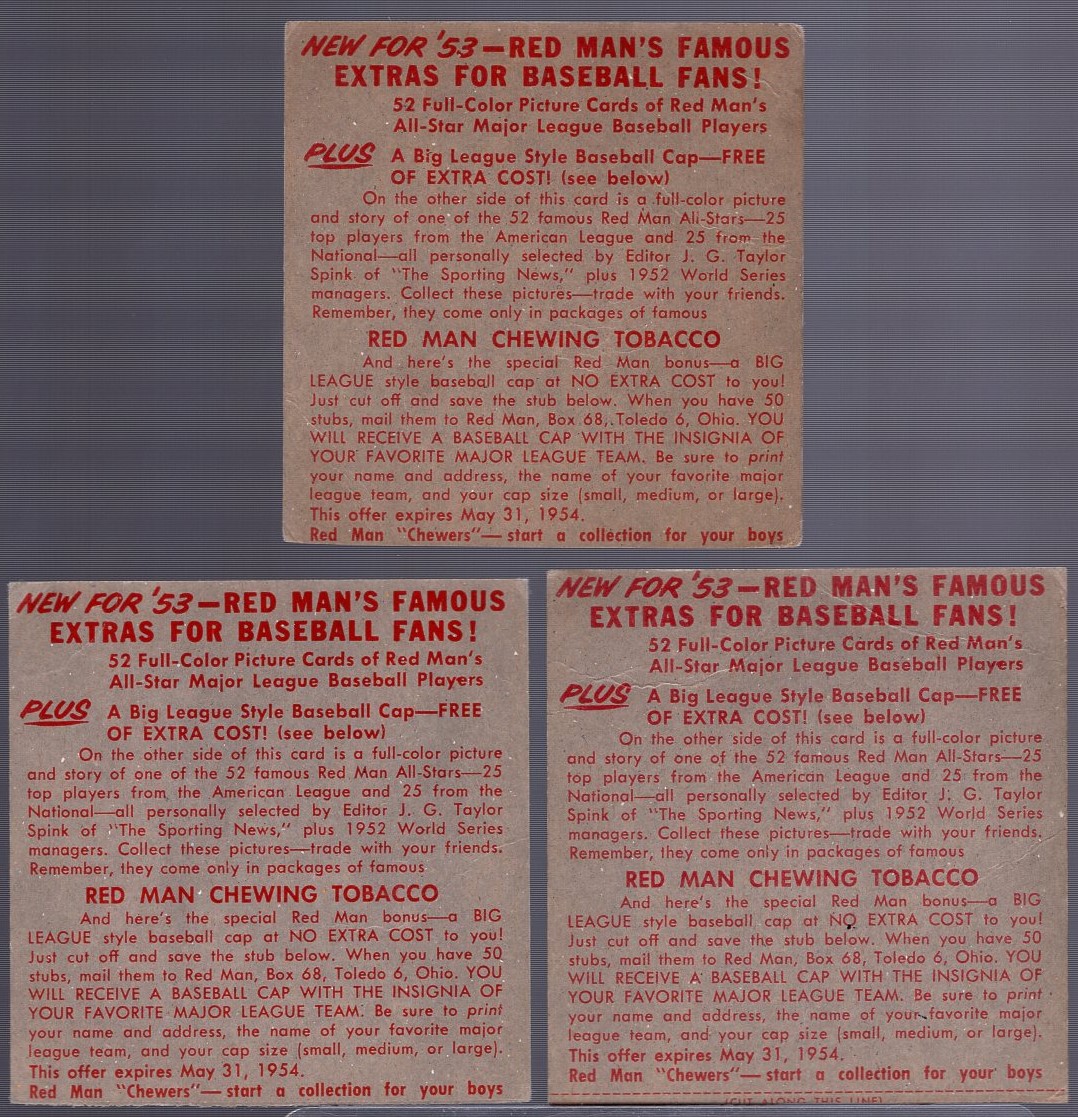 NEW FOR '53—RED MAN'S FAMOUS
EXTRAS FOR BASEBALL FANS!
52 Full-Color Picture Cards of Red Man's
All-Star Major League Baseball Players
PLUS A Big League Style Baseball Cap—FREE
OF EXTRA COST! (see below)
On the other side of this card is a full-color picture
and story of one of the 52 famous Red Man All-Stars—25
top players from the American League and 25 from the
National—all personally selected by Editor J. G. Taylor
Spink of "The Sporting News," plus 1952 World Series
managers. Collect these pictures—trade with your friends.
Remember, they come only in packages of famous
RED MAN CHEWING TOBACCO
And here's the special Red Man bonus—a BIG
LEAGUE style baseball cap at NO EXTRA COST to you!
Just cut off and save the stub below. When you have 50
stubs, mail them to Red Man, Box 68, Toledo 6, Ohio. YOU
WILL RECEIVE A BASEBALL CAP WITH THE INSIGNIA OF
YOUR FAVORITE MAJOR LEAGUE TEAM. Be sure to print
your name and address, the name of your favorite major
league team, and your cap size (small, medium, or large).
This offer expires May 31, 1954.
Red Man "Chewers"—start a collection for your boys
NEW FOR '53—RED MAN'S FAMOUS
EXTRAS FOR BASEBALL FANS!
52 Full-Color Picture Cards of Red Man's
All-Star Major League Baseball Players
PLUS A Big League Style Baseball Cap—FREE
OF EXTRA COST! (see below)
On the other side of this card is a full-color picture
and story of one of the 52 famous Red Man All-Stars—25
top players from the American League and 25 from the
National—all personally selected by Editor J. G. Taylor
Spink of "The Sporting News," plus 1952 World Series
managers. Collect these pictures—trade with your friends.
Remember, they come only in packages of famous
RED MAN CHEWING TOBACCO
And here's the special Red Man bonus—a BIG
LEAGUE style baseball cap at NO EXTRA COST to you!
Just cut off and save the stub below. When you have 50
stubs, mail them to Red Man, Box 68, Toledo 6, Ohio. YOU
WILL RECEIVE A BASEBALL CAP WITH THE INSIGNIA OF
YOUR FAVORITE MAJOR LEAGUE TEAM. Be sure to print
your name and address, the name of your favorite major
league team, and your cap size (small, medium, or large).
This offer expires May 31, 1954.
Red Man "Chewers"—start a collection for your boys
NEW FOR '53—RED MAN'S FAMOUS
EXTRAS FOR BASEBALL FANS!
52 Full-Color Picture Cards of Red Man's
All-Star Major League Baseball Players
PLUS A Big League Style Baseball Cap—FREE
OF EXTRA COST! (see below)
On the other side of this card is a full-color picture
and story of one of the 52 famous Red Man All-Stars—25
top players from the American League and 25 from the
National—all personally selected by Editor J. G. Taylor
Spink of "The Sporting News," plus 1952 World Series
managers. Collect these pictures—trade with your friends.
Remember, they come only in packages of famous
RED MAN CHEWING TOBACCO
And here's the special Red Man bonus—a BIG
LEAGUE style baseball cap at NO EXTRA COST to you!
Just cut off and save the stub below. When you have 50
stubs, mail them to Red Man, Box 68, Toledo 6, Ohio. YOU
WILL RECEIVE A BASEBALL CAP WITH THE INSIGNIA OF
YOUR FAVORITE MAJOR LEAGUE TEAM. Be sure to print
your name and address, the name of your favorite major
league team, and your cap size (small, medium, or large).
This offer expires May 31, 1954.
Red Man "Chewers"—start a collection for your boys
(CUT ALONG THIS LINE)